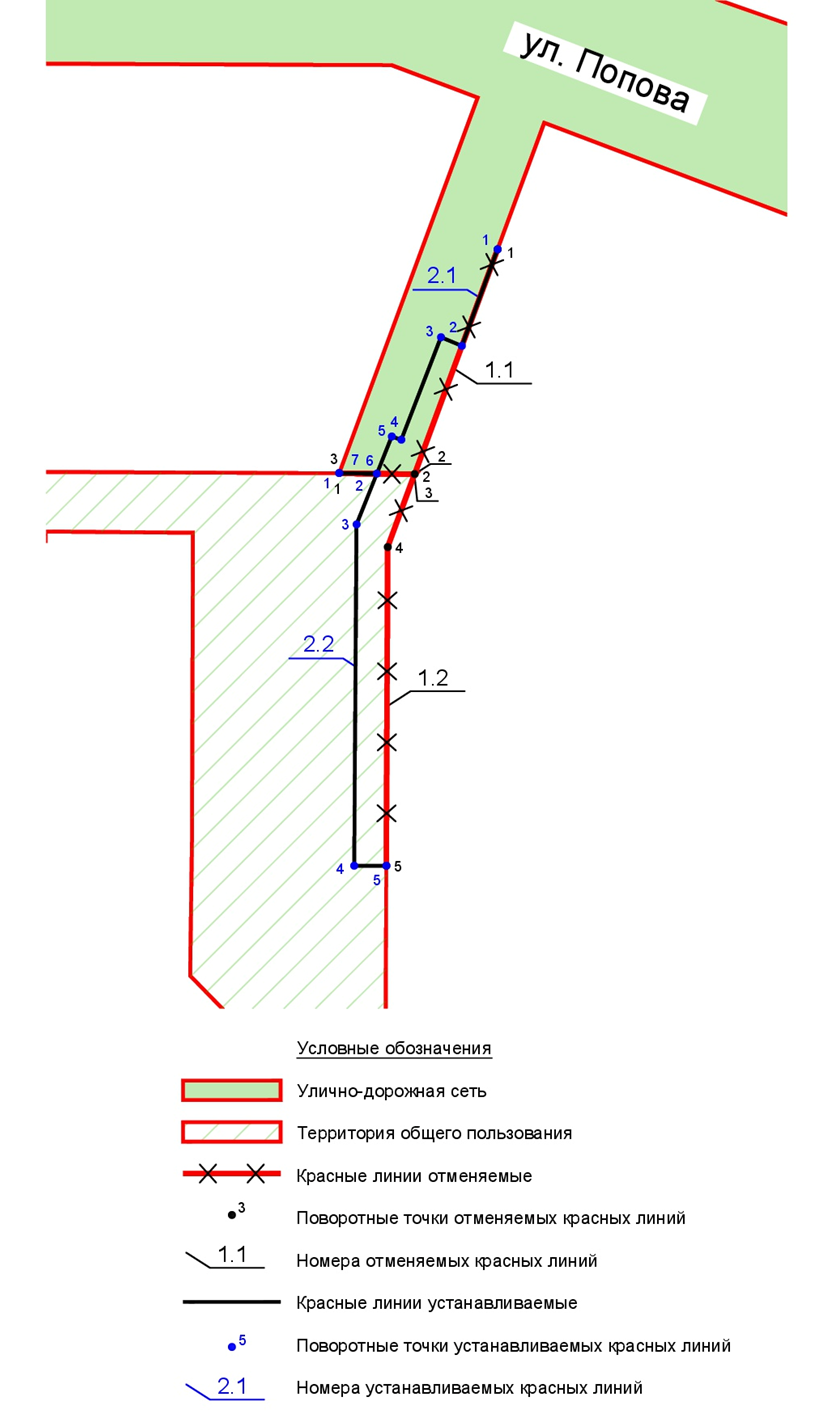 ул. Попова
1
1
2.1
3
2
1.1
4
5
3
7
6
2
1
1
2
2
3
3
4
2.2
1.2
4
5
5
Условные обозначения
Улично-дорожная сеть
Территория общего пользования
Красные линии отменяемые
3
Поворотные точки отменяемых красных линий
1.1
Номера отменяемых красных линий
Красные линии устанавливаемые
5
Поворотные точки устанавливаемых красных линий
2.1
Номера устанавливаемых красных линий